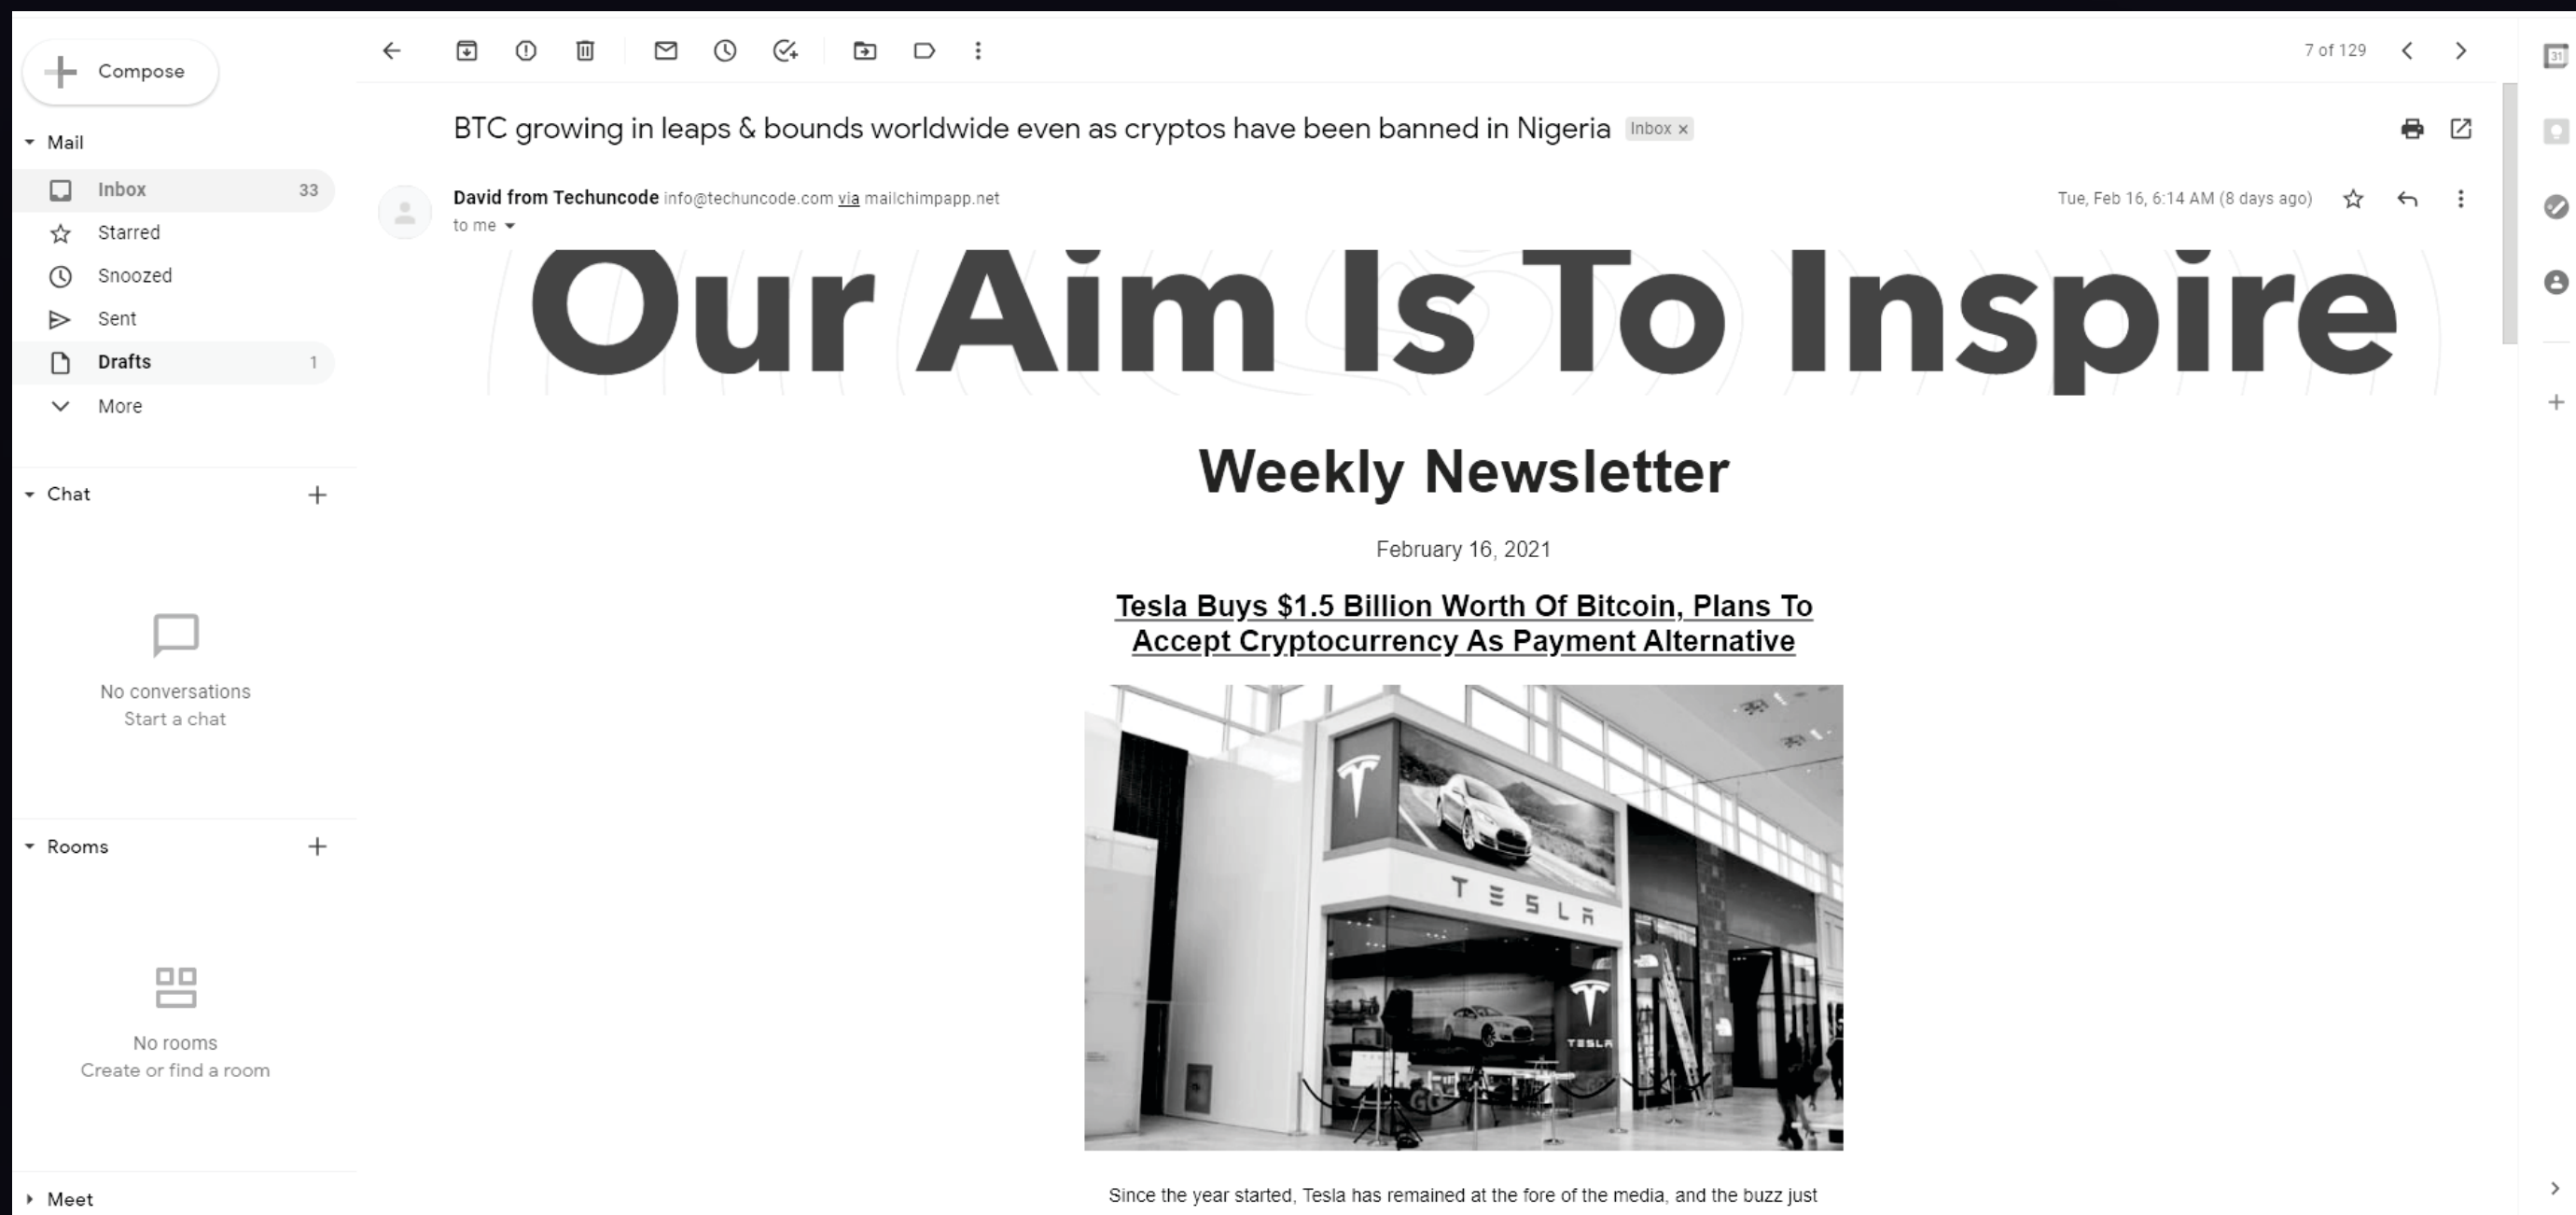 Compose
7 of 129
31
Mail
Inbox 33
Starred
Snoozed
Sent
Drafts 1
More
Chat
No conversations
Start a chat
Rooms
No rooms
Create or find a room
Meet
BTC growing in leaps & bounds worldwide even as cryptos have been banned in Nigeria Inbox ×
David from Techuncode info@techuncode.com via mailchimpapp.net
Tue, Feb 16, 6:14 AM (8 days ago)
to me
Our Aim Is To Inspire
Weekly Newsletter
February 16, 2021
Tesla Buys $1.5 Billion Worth Of Bitcoin, Plans To
Accept Cryptocurrency As Payment Alternative
TESLA
TESLA
Since the year started, Tesla has remained at the fore of the media, and the buzz just